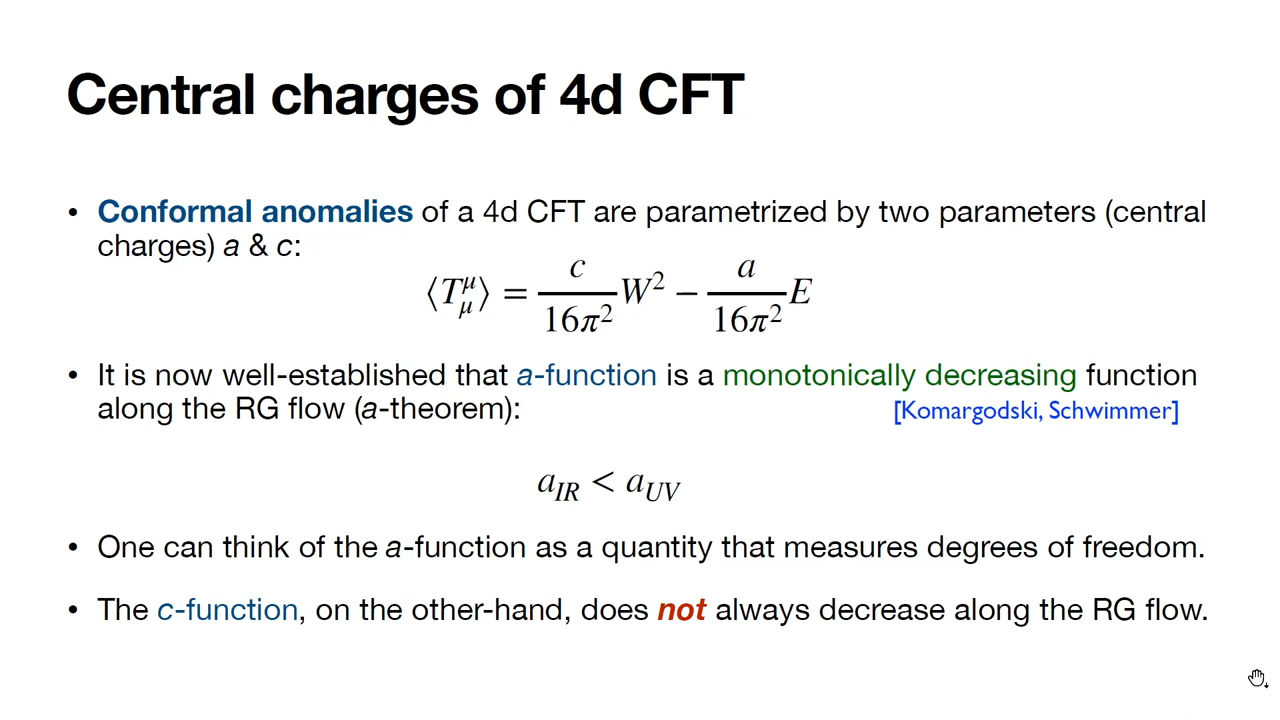 Central charges of 4d CFT
• Conformal anomalies of a 4d CFT are parametrized by two parameters (central
charges) a & c:
⟨T^μ_μ⟩ = c/16π² W² − a/16π² E
• It is now well-established that a-function is a monotonically decreasing function
along the RG flow (a-theorem): [Komargodski, Schwimmer]
a_IR < a_UV
• One can think of the a-function as a quantity that measures degrees of freedom.
• The c-function, on the other-hand, does not always decrease along the RG flow.